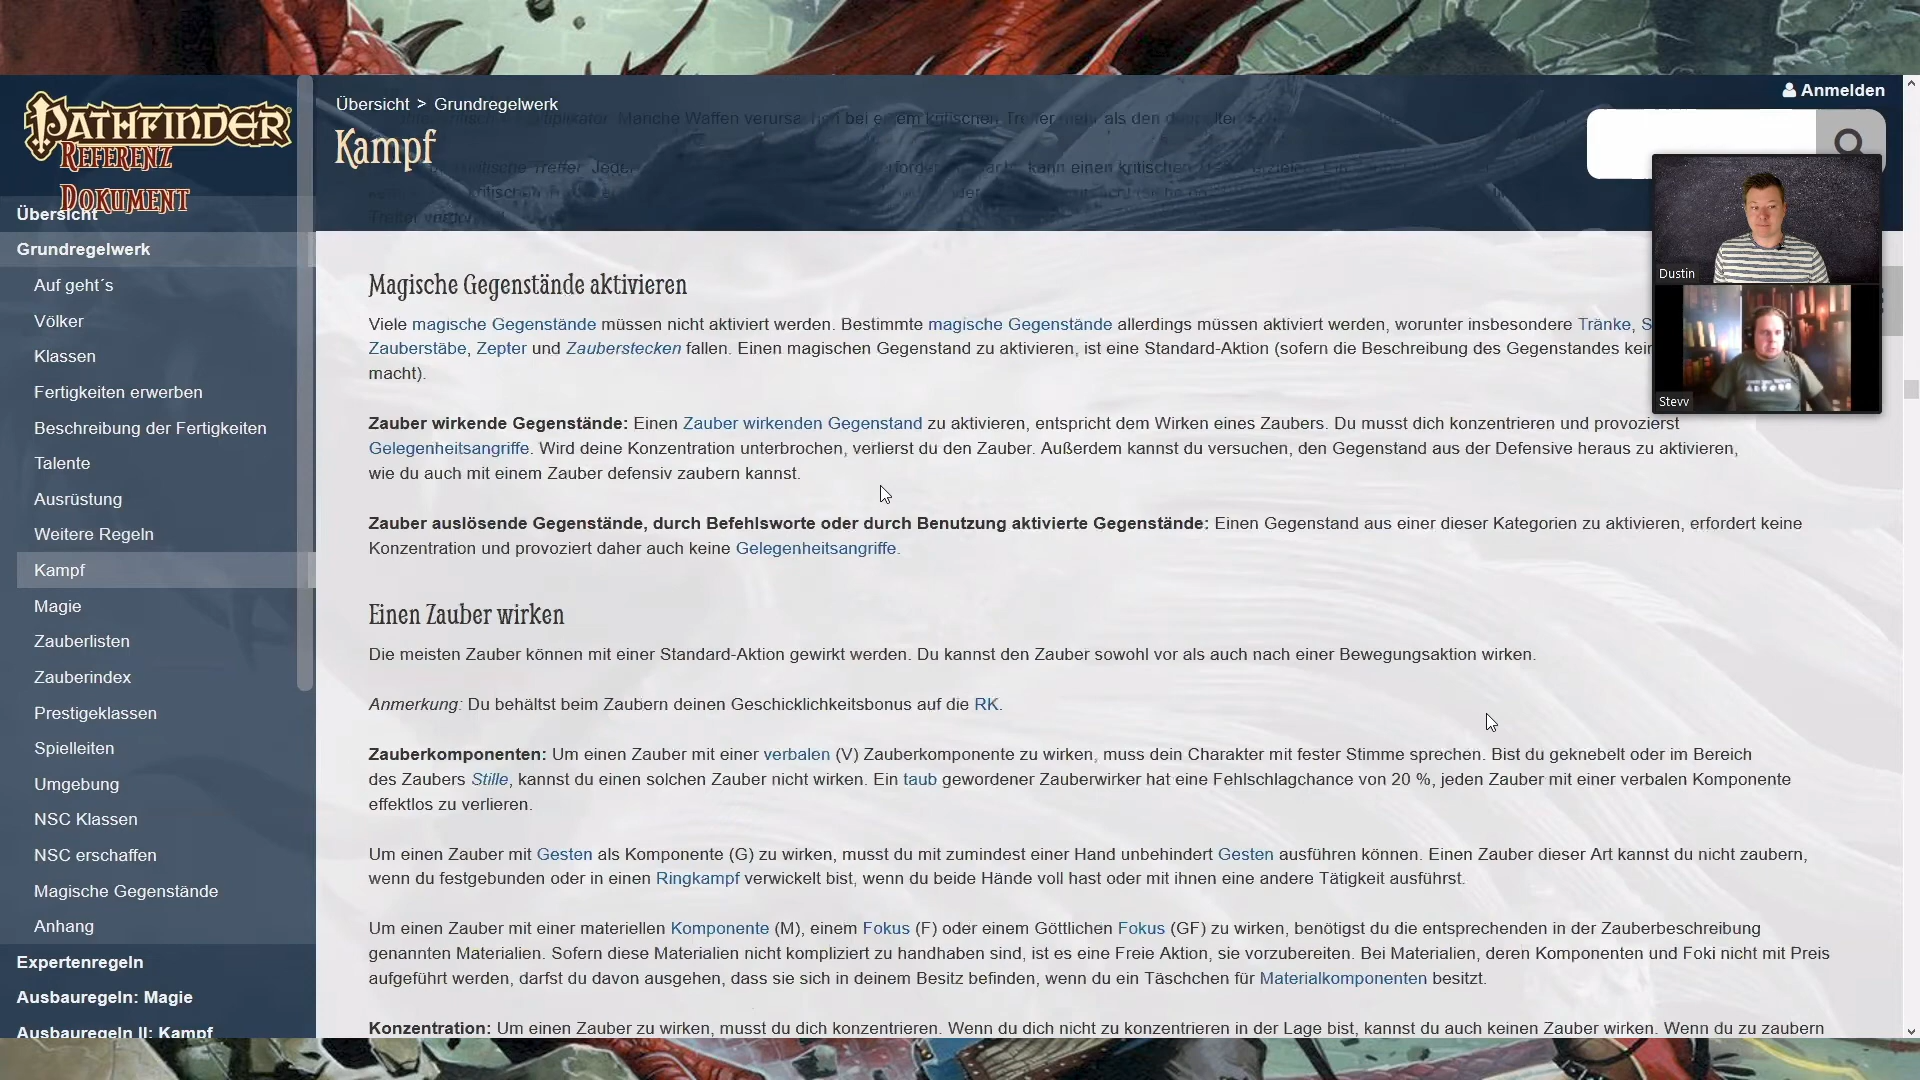 PATHFINDER
REFERENZ
DOKUMENT
Übersicht
Grundregelwerk
Auf geht´s
Völker
Klassen
Fertigkeiten erwerben
Beschreibung der Fertigkeiten
Talente
Ausrüstung
Weitere Regeln
Kampf
Magie
Zauberlisten
Zauberindex
Prestigeklassen
Spielleiten
Umgebung
NSC Klassen
NSC erschaffen
Magische Gegenstände
Anhang
Expertenregeln
Ausbauregeln: Magie
Ausbauregeln II: Kampf
Übersicht > Grundregelwerk
Anmelden
Kampf
Manche Waffen
Magische Gegenstände aktivieren
Viele magische Gegenstände müssen nicht aktiviert werden. Bestimmte magische Gegenstände allerdings müssen aktiviert werden, worunter insbesondere Tränke, S
Zauberstäbe, Zepter und Zauberstecken fallen. Einen magischen Gegenstand zu aktivieren, ist eine Standard-Aktion (sofern die Beschreibung des Gegenstandes kei
macht).
Zauber wirkende Gegenstände: Einen Zauber wirkenden Gegenstand zu aktivieren, entspricht dem Wirken eines Zaubers. Du musst dich konzentrieren und provozierst
Gelegenheitsangriffe. Wird deine Konzentration unterbrochen, verlierst du den Zauber. Außerdem kannst du versuchen, den Gegenstand aus der Defensive heraus zu aktivieren,
wie du auch mit einem Zauber defensiv zaubern kannst.
Zauber auslösende Gegenstände, durch Befehlsworte oder durch Benutzung aktivierte Gegenstände: Einen Gegenstand aus einer dieser Kategorien zu aktivieren, erfordert keine
Konzentration und provoziert daher auch keine Gelegenheitsangriffe.
Einen Zauber wirken
Die meisten Zauber können mit einer Standard-Aktion gewirkt werden. Du kannst den Zauber sowohl vor als auch nach einer Bewegungsaktion wirken.
Anmerkung: Du behältst beim Zaubern deinen Geschicklichkeitsbonus auf die RK.
Zauberkomponenten: Um einen Zauber mit einer verbalen (V) Zauberkomponente zu wirken, muss dein Charakter mit fester Stimme sprechen. Bist du geknebelt oder im Bereich
des Zaubers Stille, kannst du einen solchen Zauber nicht wirken. Ein taub gewordener Zauberwirker hat eine Fehlschlagchance von 20 %, jeden Zauber mit einer verbalen Komponente
effektlos zu verlieren.
Um einen Zauber mit Gesten als Komponente (G) zu wirken, musst du mit zumindest einer Hand unbehindert Gesten ausführen können. Einen Zauber dieser Art kannst du nicht zaubern,
wenn du festgebunden oder in einen Ringkampf verwickelt bist, wenn du beide Hände voll hast oder mit ihnen eine andere Tätigkeit ausführst.
Um einen Zauber mit einer materiellen Komponente (M), einem Fokus (F) oder einem Göttlichen Fokus (GF) zu wirken, benötigst du die entsprechenden in der Zauberbeschreibung
genannten Materialien. Sofern diese Materialien nicht kompliziert zu handhaben sind, ist es eine Freie Aktion, sie vorzubereiten. Bei Materialien, deren Komponenten und Foki nicht mit Preis
aufgeführt werden, darfst du davon ausgehen, dass sie sich in deinem Besitz befinden, wenn du ein Täschchen für Materialkomponenten besitzt.
Konzentration: Um einen Zauber zu wirken, musst du dich konzentrieren. Wenn du dich nicht zu konzentrieren in der Lage bist, kannst du auch keinen Zauber wirken. Wenn du zu zaubern
Dustin
Stevv